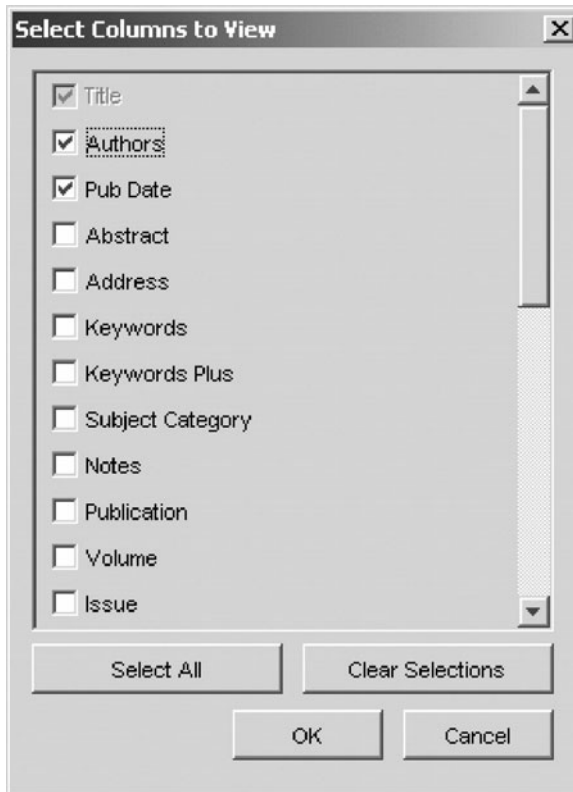 Select Columns to View
Title
Authors
Pub Date
Abstract
Address
Keywords
Keywords Plus
Subject Category
Notes
Publication
Volume
Issue
Select All Clear Selections
OK Cancel